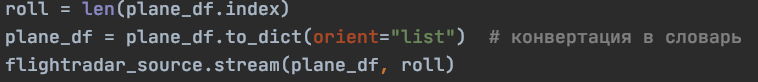 roll = len(plane_df.index)
plane_df = plane_df.to_dict(orient="list")  # конвертация в словарь
flightradar_source.stream(plane_df, roll)